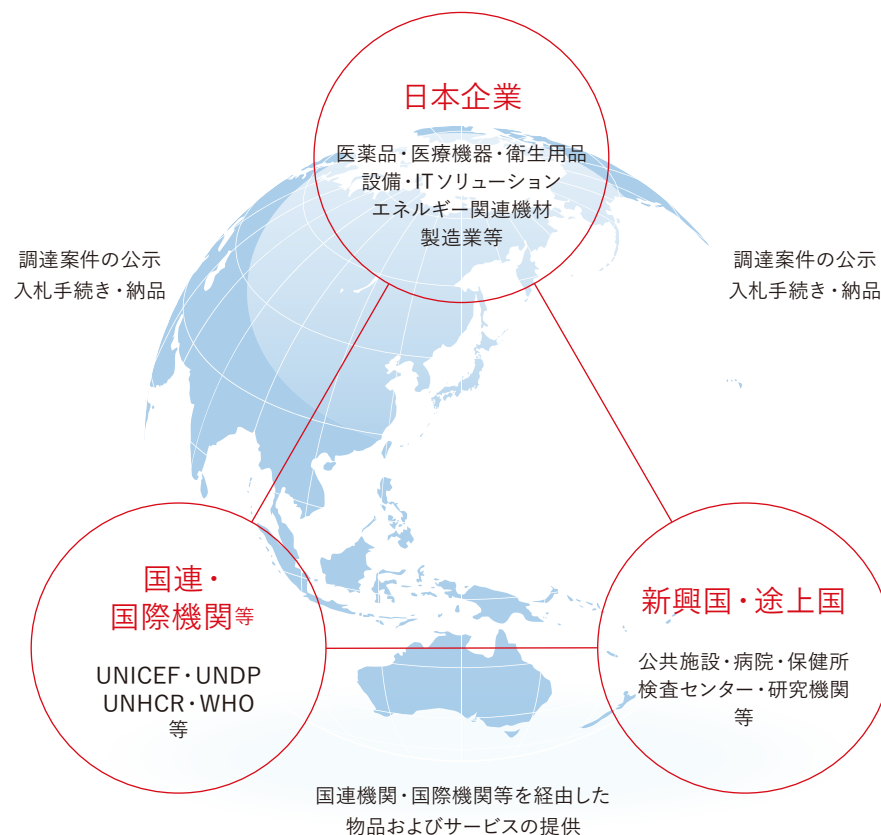 日本企業
医薬品・医療機器・衛生用品
設備・ITソリューション
エネルギー関連機材
製造業等
調達案件の公示
入札手続き・納品
調達案件の公示
入札手続き・納品
国連・
国際機関等
UNICEF・UNDP
UNHCR・WHO
等
新興国・途上国
公共施設・病院・保健所
検査センター・研究機関
等
国連機関・国際機関等を経由した
物品およびサービスの提供